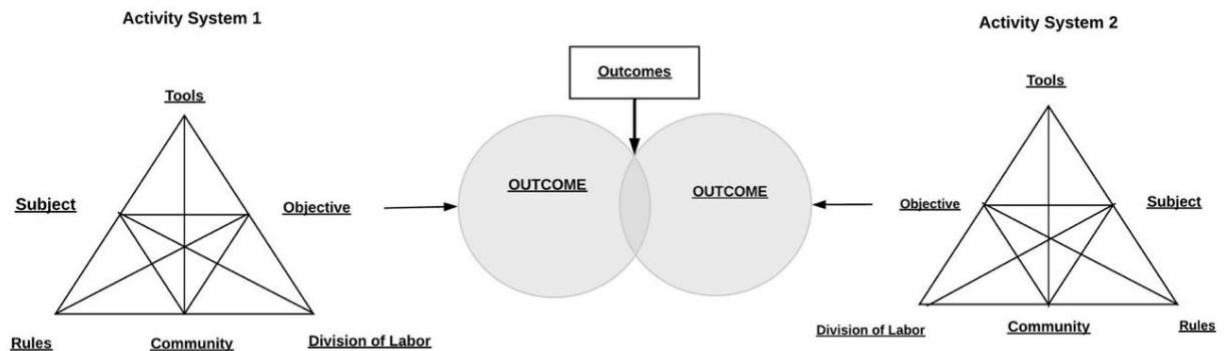 Activity System 1
Activity System 2
Outcomes
Tools
Tools
OUTCOME
OUTCOME
Subject
Objective
Objective
Subject
Rules
Community
Division of Labor
Division of Labor
Community
Rules